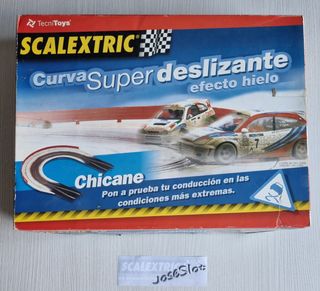 TecniToys
SCALEXTRIC
Curva Super deslizante
efecto hielo
7
Chicane
Pon a prueba tu conducción en las
condiciones más extremas.
SCALEXTRIC
JoseSlot